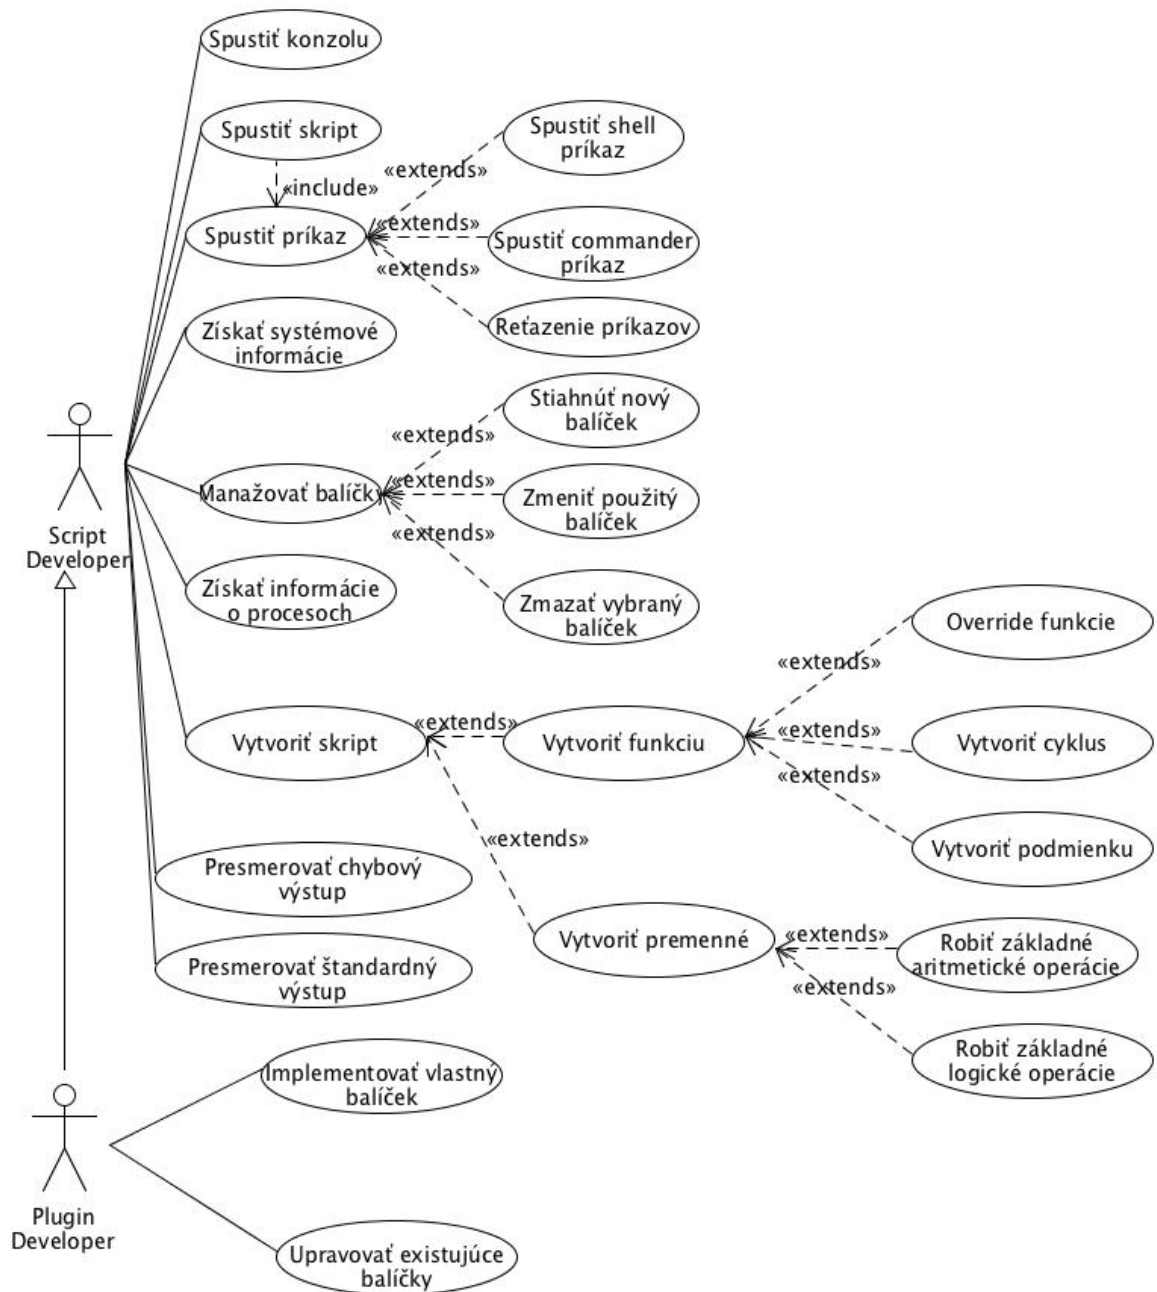 Spustiť konzolu
Spustiť skript
«include»
Spustiť príkaz
«extends»
Spustiť shell
príkaz
«extends»
Spustiť commander
príkaz
«extends»
Reťazenie príkazov
Získať systémové
informácie
Script
Developer
Manažovať balíčky
«extends»
Stiahnúť nový
balíček
«extends»
Zmeniť použitý
balíček
«extends»
Zmazať vybraný
balíček
Získať informácie
o procesoch
Vytvoriť skript
«extends»
Vytvoriť funkciu
«extends»
Override funkcie
«extends»
Vytvoriť cyklus
«extends»
Vytvoriť podmienku
«extends»
Vytvoriť premenné
«extends»
Robiť základné
aritmetické operácie
«extends»
Robiť základné
logické operácie
Presmerovať chybový
výstup
Presmerovať štandardný
výstup
Plugin
Developer
Implementovať vlastný
balíček
Upravovať existujúce
balíčky